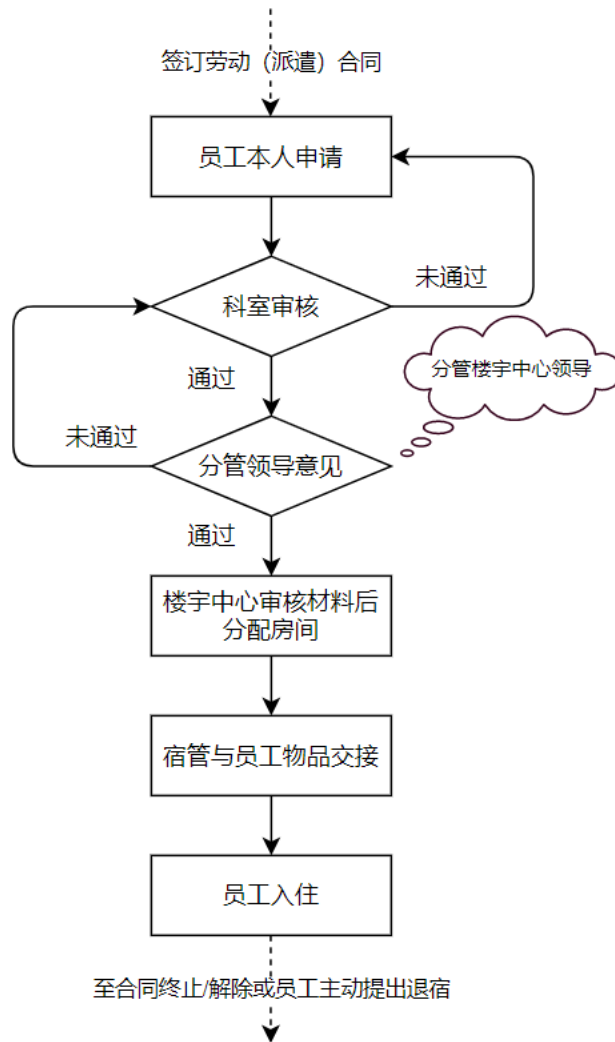 签订劳动（派遣）合同
员工本人申请
未通过
科室审核
通过
分管楼宇中心领导
未通过
分管领导意见
通过
楼宇中心审核材料后
分配房间
宿管与员工物品交接
员工入住
至合同终止/解除或员工主动提出退宿